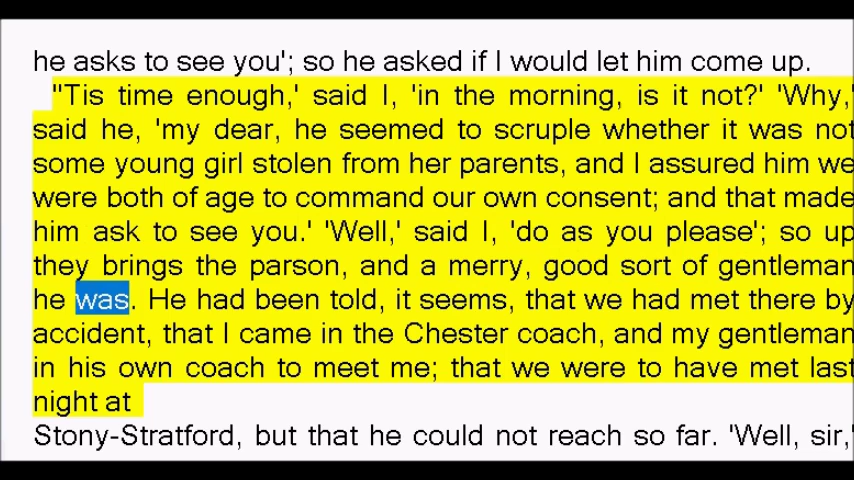 he asks to see you'; so he asked if I would let him come up.
"Tis time enough,' said I, 'in the morning, is it not?' 'Why,'
said he, 'my dear, he seemed to scruple whether it was not
some young girl stolen from her parents, and I assured him we
were both of age to command our own consent; and that made
him ask to see you.' 'Well,' said I, 'do as you please'; so up
they brings the parson, and a merry, good sort of gentleman
he was. He had been told, it seems, that we had met there by
accident, that I came in the Chester coach, and my gentleman
in his own coach to meet me; that we were to have met last
night at
Stony-Stratford, but that he could not reach so far. 'Well, sir,'